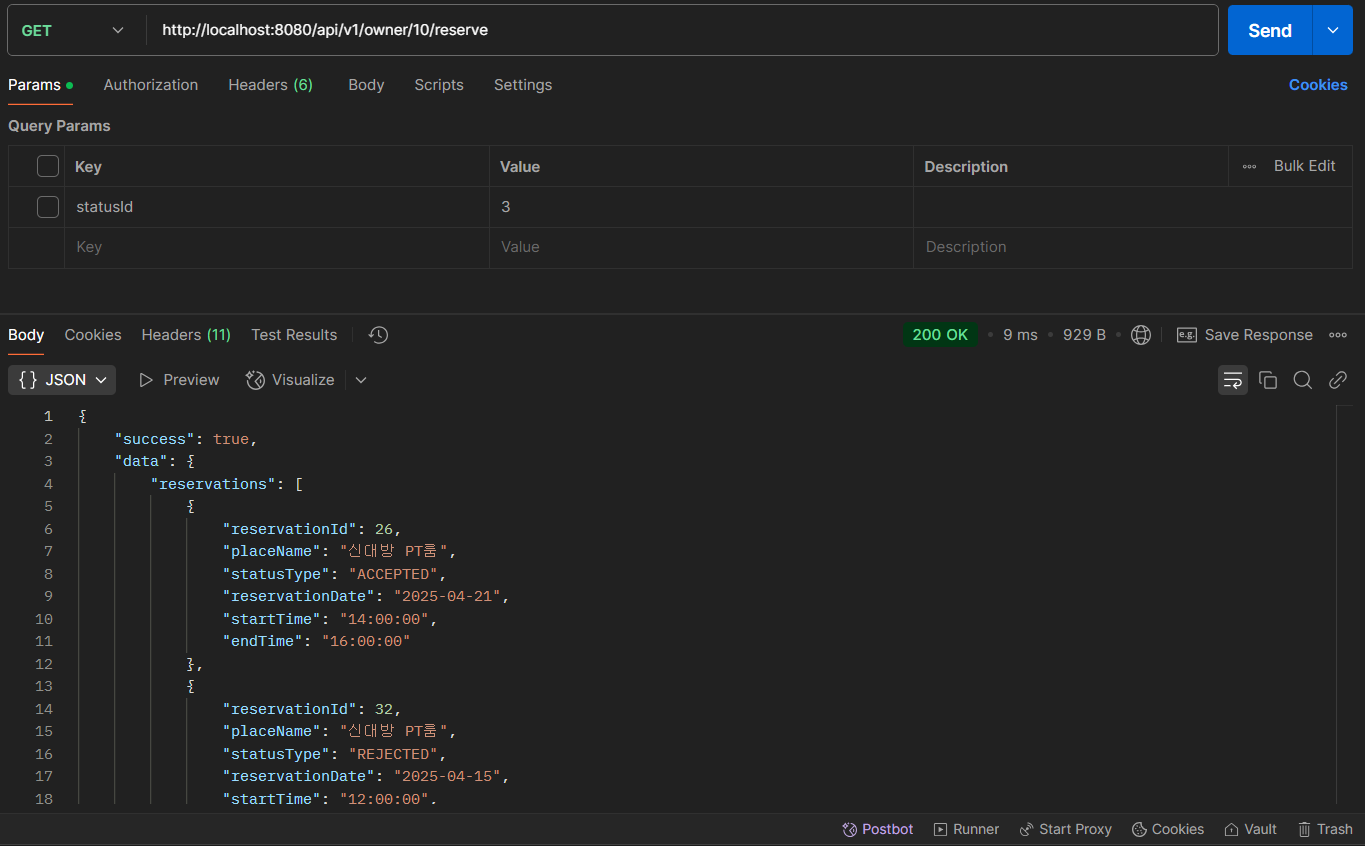 GET http://localhost:8080/api/v1/owner/10/reserve Send
Params Authorization Headers (6) Body Scripts Settings Cookies
Query Params
Key Value Description Bulk Edit
statusId 3
Key Value Description
Body Cookies Headers (11) Test Results 200 OK 9 ms 929 B e.g. Save Response
{} JSON Preview Visualize
1 {
2 "success": true,
3 "data": {
4 "reservations": [
5 {
6 "reservationId": 26,
7 "placeName": "신대방 PT룸",
8 "statusType": "ACCEPTED",
9 "reservationDate": "2025-04-21",
10 "startTime": "14:00:00",
11 "endTime": "16:00:00"
12 },
13 {
14 "reservationId": 32,
15 "placeName": "신대방 PT룸",
16 "statusType": "REJECTED",
17 "reservationDate": "2025-04-15",
18 "startTime": "12:00:00",
Postbot Runner Start Proxy Cookies Vault Trash